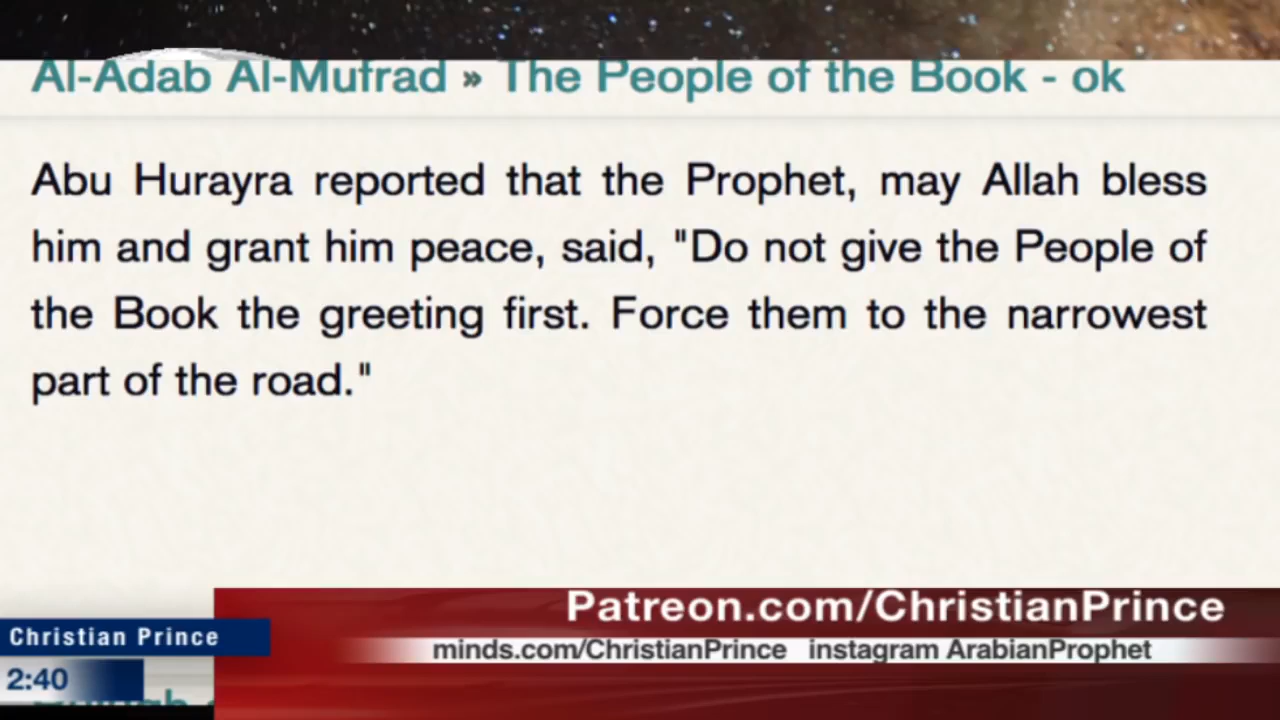 Al-Adab Al-Mufrad » The People of the Book - ok
Abu Hurayra reported that the Prophet, may Allah bless
him and grant him peace, said, "Do not give the People of
the Book the greeting first. Force them to the narrowest
part of the road."
Patreon.com/ChristianPrince
Christian Prince
minds.com/ChristianPrince instagram ArabianProphet
2:40